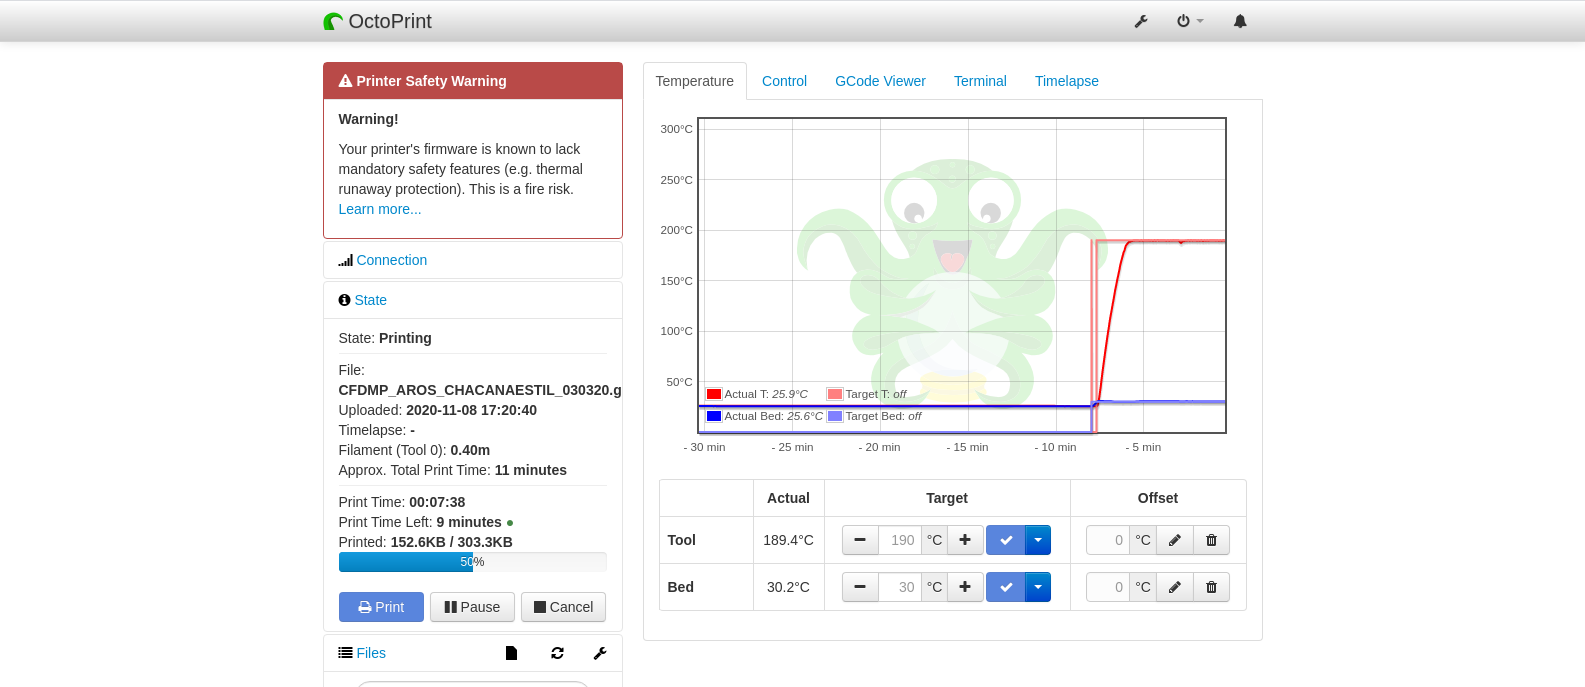 OctoPrint
Printer Safety Warning
Warning!
Your printer's firmware is known to lack
mandatory safety features (e.g. thermal
runaway protection). This is a fire risk.
Learn more...
Connection
State
State: Printing
File:
CFDMP_AROS_CHACANAESTIL_030320.g
Uploaded: 2020-11-08 17:20:40
Timelapse: -
Filament (Tool 0): 0.40m
Approx. Total Print Time: 11 minutes
Print Time: 00:07:38
Print Time Left: 9 minutes
Printed: 152.6KB / 303.3KB
50%
Print Pause Cancel
Files
Temperature Control GCode Viewer Terminal Timelapse
300°C
250°C
200°C
150°C
100°C
50°C
Actual T: 25.9°C Target T: off
Actual Bed: 25.6°C Target Bed: off
- 30 min - 25 min - 20 min - 15 min - 10 min - 5 min
Actual Target Offset
Tool 189.4°C 190 °C 0 °C
Bed 30.2°C 30 °C 0 °C